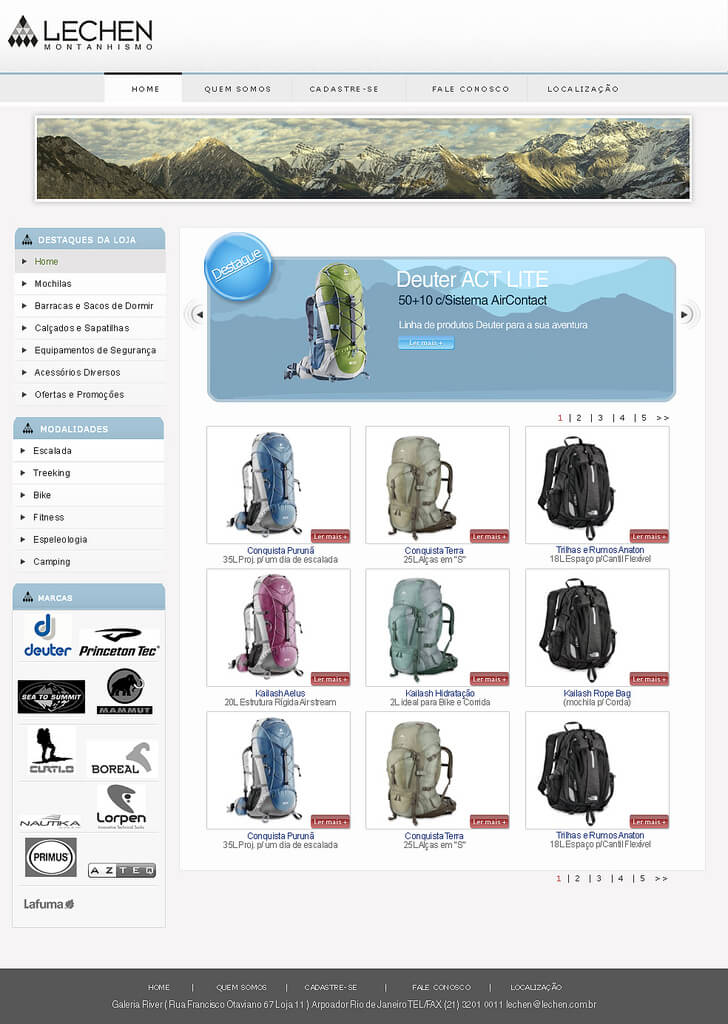 LECHEN
MONTANHISMO
HOME
QUEM SOMOS
CADASTRE-SE
FALE CONOSCO
LOCALIZAÇÃO
DESTAQUES DA LOJA
Home
Mochilas
Barracas e Sacos de Dormir
Calçados e Sapatilhas
Equipamentos de Segurança
Acessórios Diversos
Ofertas e Promoções
MODALIDADES
Escalada
Treeking
Bike
Fitness
Espeleologia
Camping
MARCAS
deuter
Princeton Tec
SEA TO SUMMIT
MAMMUT
CURTLO
BOREAL
NAUTIKA
Lorpen
PRIMUS
AZTEQ
Lafuma
Destaque
Deuter ACT LITE
50+10 c/Sistema AirContact
Linha de produtos Deuter para a sua aventura
Ler mais +
1 | 2 | 3 | 4 | 5 >>
Ler mais + Ler mais + Ler mais +
Conquista Purunã Conquista Terra Trilhas e Rumos Anaton
35L Proj. p/ um dia de escalada 25L Alças em "S" 18L Espaço p/Cantil Flexível
Ler mais + Ler mais + Ler mais +
Kailash Aelus Kailash Hidratação Kailash Rope Bag
20L Estrutura Rígida Airstream 2L ideal para Bike e Corrida (mochila p/ Corda)
Ler mais + Ler mais + Ler mais +
Conquista Purunã Conquista Terra Trilhas e Rumos Anaton
35L Proj. p/ um dia de escalada 25L Alças em "S" 18L Espaço p/Cantil Flexível
1 | 2 | 3 | 4 | 5 >>
HOME | QUEM SOMOS | CADASTRE-SE | FALE CONOSCO | LOCALIZAÇÃO
Galeria River ( Rua Francisco Otaviano 67 Loja 11 ) Arpoador Rio de Janeiro TEL/FAX (21) 3201 0011 lechen@lechen.com.br